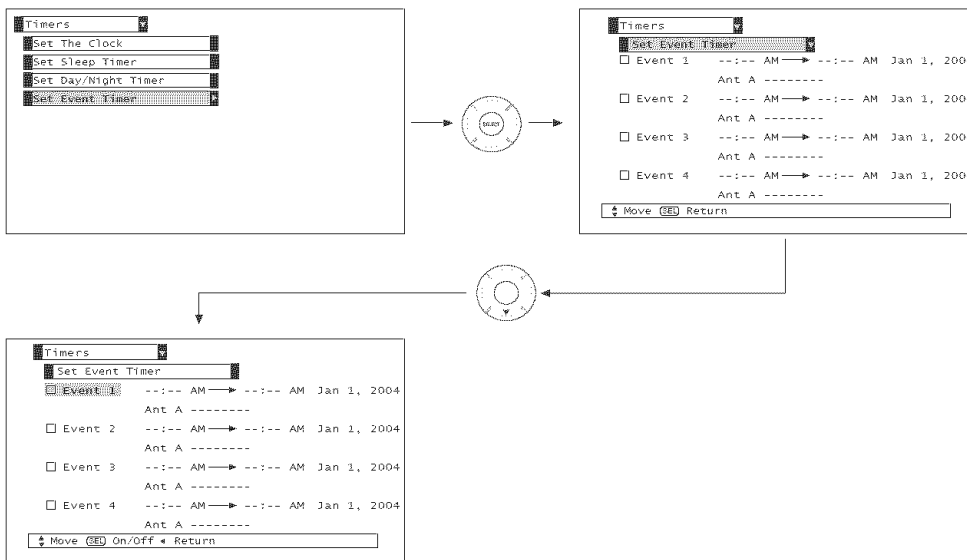 Timers
Set The Clock
Set Sleep Timer
Set Day/Night Timer
Set Event Timer
SELECT
Timers
Set Event Timer
Event 1 --:-- AM --:-- AM Jan 1, 200
Ant A --------
Event 2 --:-- AM --:-- AM Jan 1, 200
Ant A --------
Event 3 --:-- AM --:-- AM Jan 1, 200
Ant A --------
Event 4 --:-- AM --:-- AM Jan 1, 200
Ant A --------
Move SEL Return
Timers
Set Event Timer
Event 1 --:-- AM --:-- AM Jan 1, 2004
Ant A --------
Event 2 --:-- AM --:-- AM Jan 1, 2004
Ant A --------
Event 3 --:-- AM --:-- AM Jan 1, 2004
Ant A --------
Event 4 --:-- AM --:-- AM Jan 1, 2004
Ant A --------
Move SEL On/Off Return